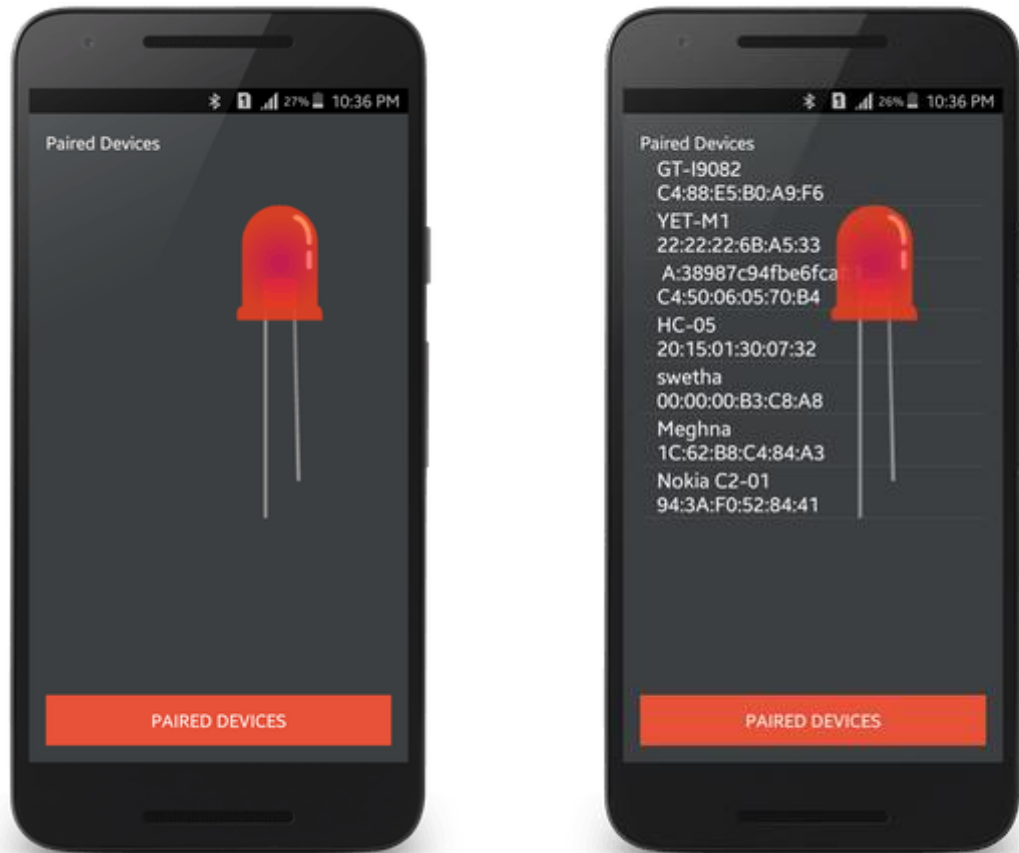 27% 10:36 PM
Paired Devices
PAIRED DEVICES
26% 10:36 PM
Paired Devices
GT-I9082
C4:88:E5:B0:A9:F6
YET-M1
22:22:22:6B:A5:33
C4:50:06:05:70:B4
HC-05
20:15:01:30:07:32
swetha
00:00:00:B3:C8:A8
Meghna
1C:62:B8:C4:84:A3
Nokia C2-01
94:3A:F0:52:84:41
PAIRED DEVICES